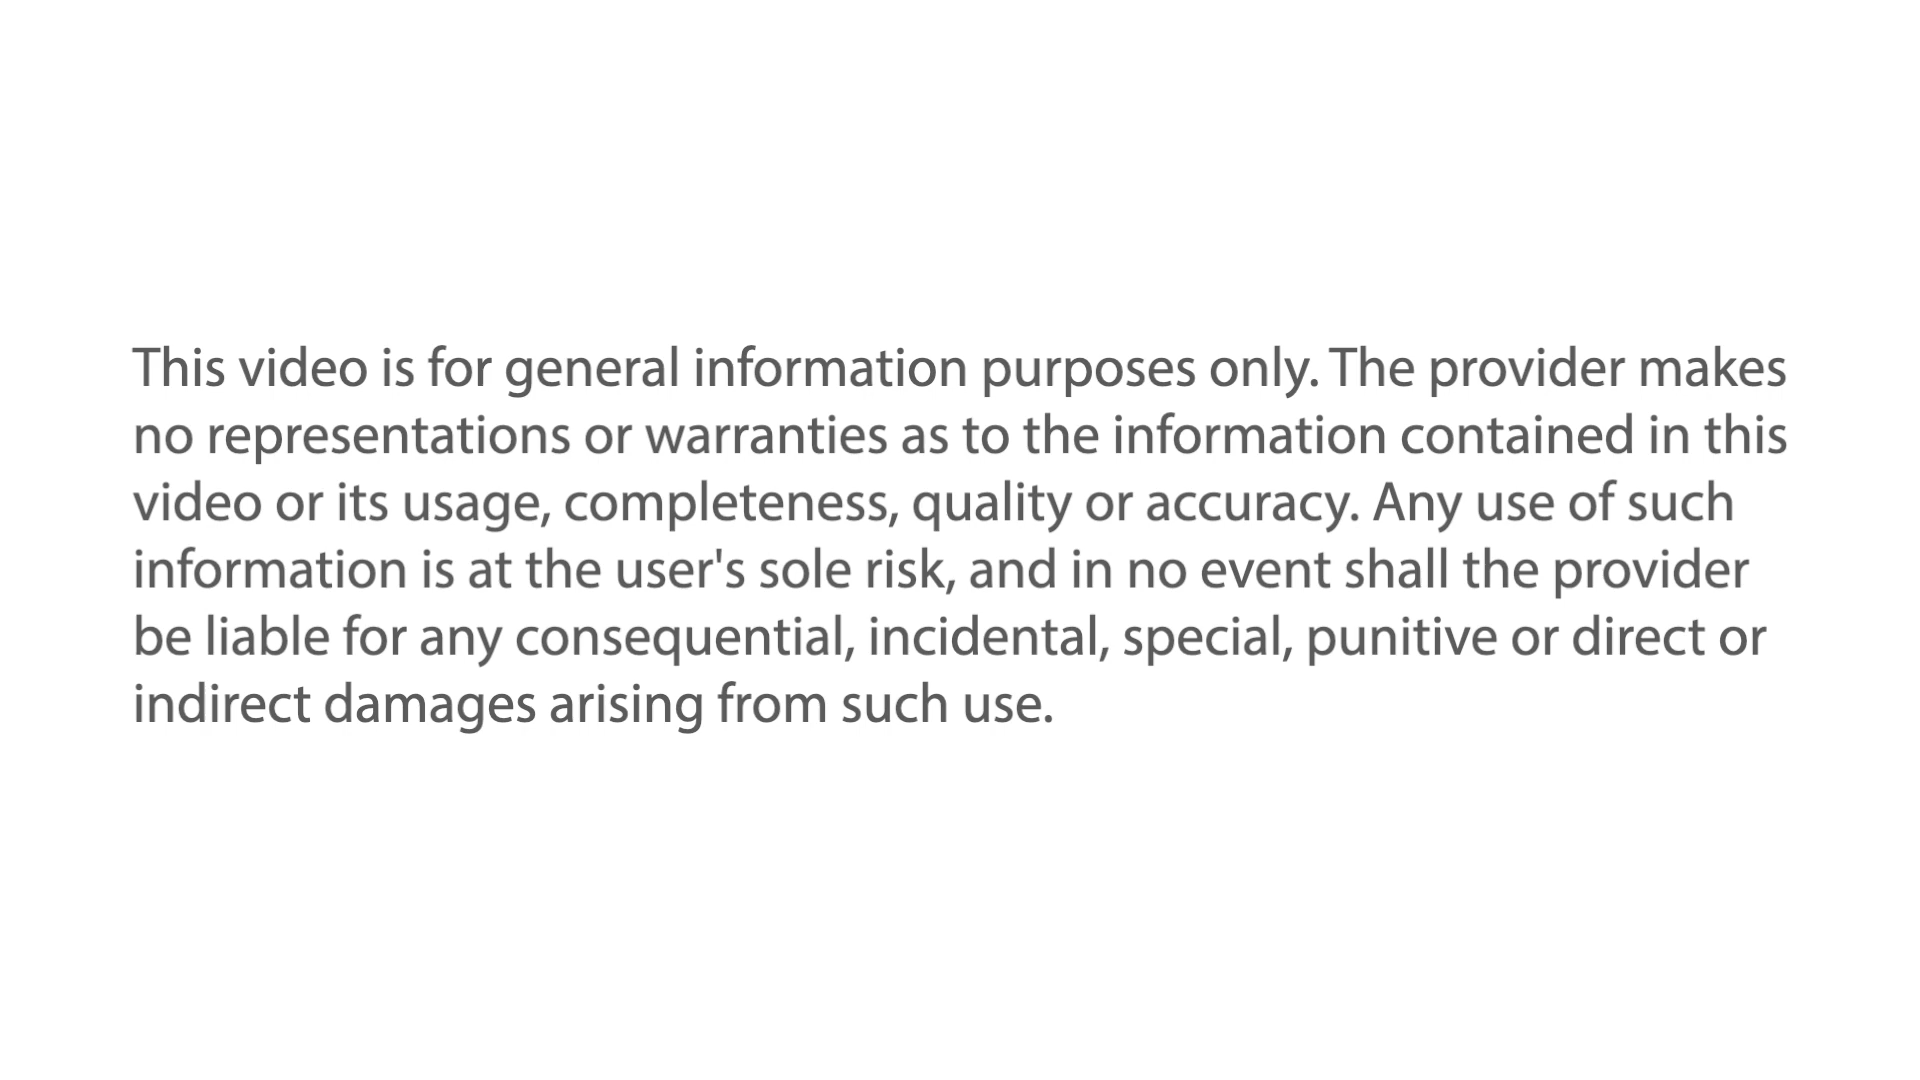 This video is for general information purposes only. The provider makes
no representations or warranties as to the information contained in this
video or its usage, completeness, quality or accuracy. Any use of such
information is at the user's sole risk, and in no event shall the provider
be liable for any consequential, incidental, special, punitive or direct or
indirect damages arising from such use.